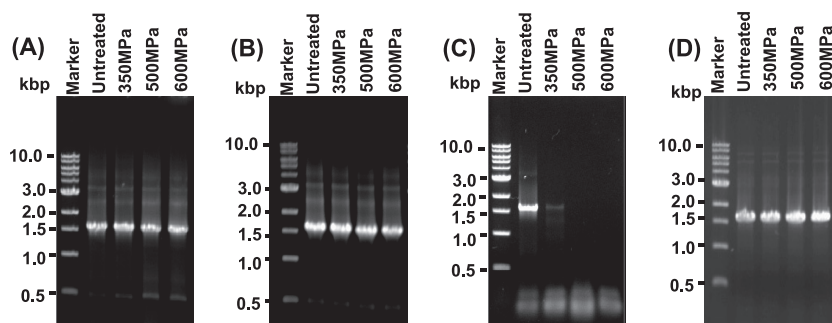 (A)
kbp
Marker
Untreated
350MPa
500MPa
600MPa
10.0
3.0
2.0
1.5
1.0
0.5
(B)
kbp
Marker
Untreated
350MPa
500MPa
600MPa
10.0
3.0
2.0
1.5
1.0
0.5
(C)
kbp
Marker
Untreated
350MPa
500MPa
600MPa
10.0
3.0
2.0
1.5
1.0
0.5
(D)
kbp
Marker
Untreated
350MPa
500MPa
600MPa
10.0
3.0
2.0
1.5
1.0
0.5